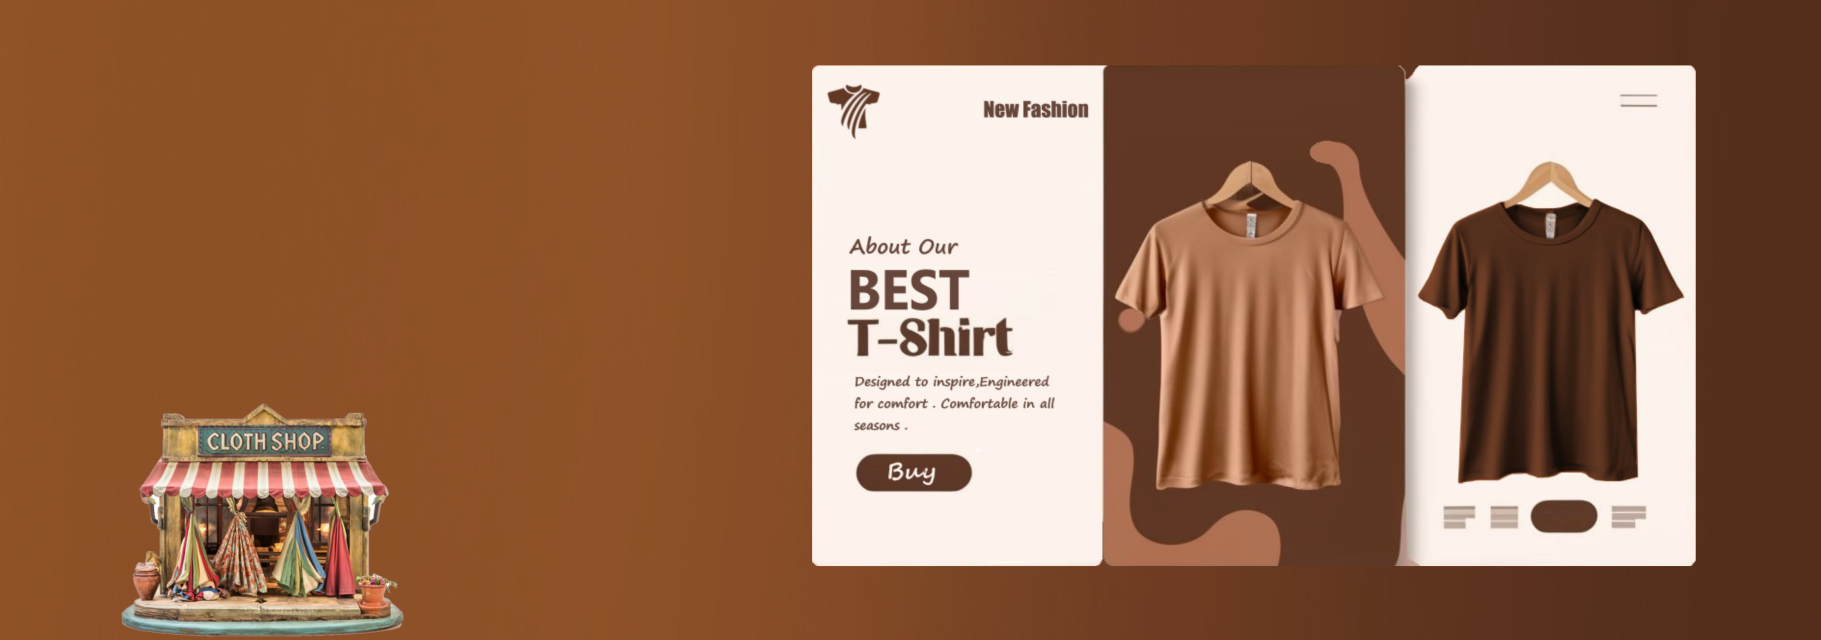 New Fashion
About Our
BEST
T-Shirt
Designed to inspire,Engineered
for comfort . Comfortable in all
seasons .
Buy
CLOTH SHOP